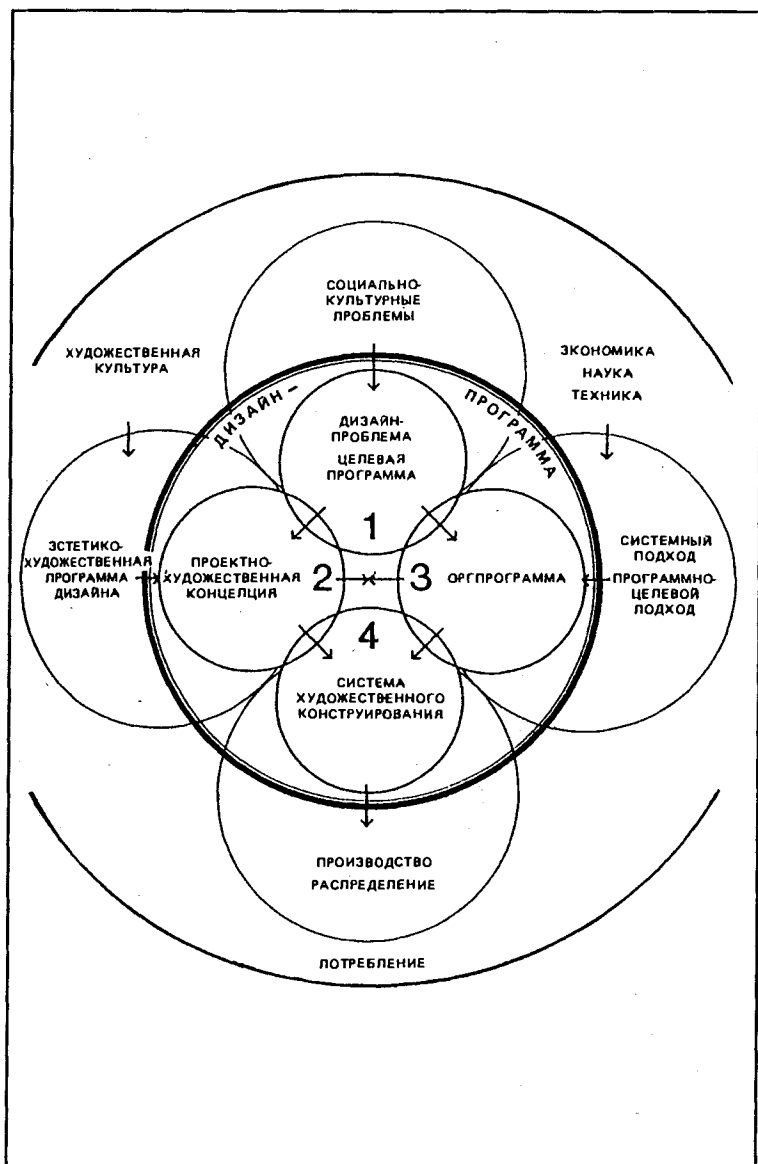 СОЦИАЛЬНО-
КУЛЬТУРНЫЕ
ПРОБЛЕМЫ
ХУДОЖЕСТВЕННАЯ
КУЛЬТУРА
ЭКОНОМИКА
НАУКА
ТЕХНИКА
ДИЗАЙН –
ПРОГРАММА
ДИЗАЙН-
ПРОБЛЕМА
ЦЕЛЕВАЯ
ПРОГРАММА
1
ЭСТЕТИКО-
ХУДОЖЕСТВЕННАЯ
ПРОГРАММА
ДИЗАЙНА
ПРОЕКТНО-
ХУДОЖЕСТВЕННАЯ
КОНЦЕПЦИЯ
2
3
ОРГПРОГРАММА
СИСТЕМНЫЙ
ПОДХОД
ПРОГРАММНО-
ЦЕЛЕВОЙ
ПОДХОД
4
СИСТЕМА
ХУДОЖЕСТВЕННОГО
КОНСТРУИРОВАНИЯ
ПРОИЗВОДСТВО
РАСПРЕДЕЛЕНИЕ
ПОТРЕБЛЕНИЕ